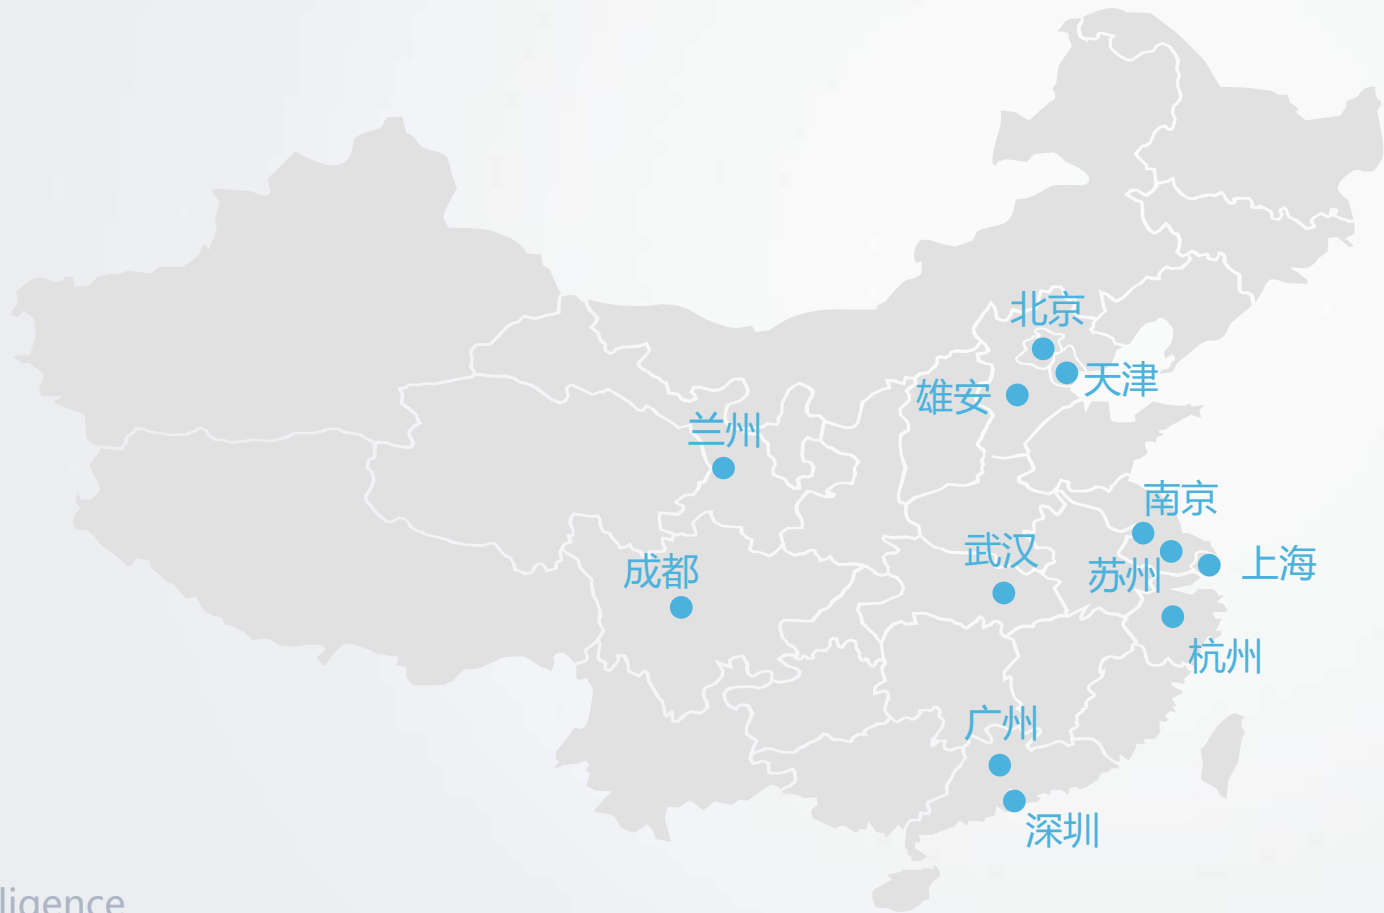 北京
天津
雄安
兰州
南京
武汉
上海
成都
苏州
杭州
广州
深圳
lligence